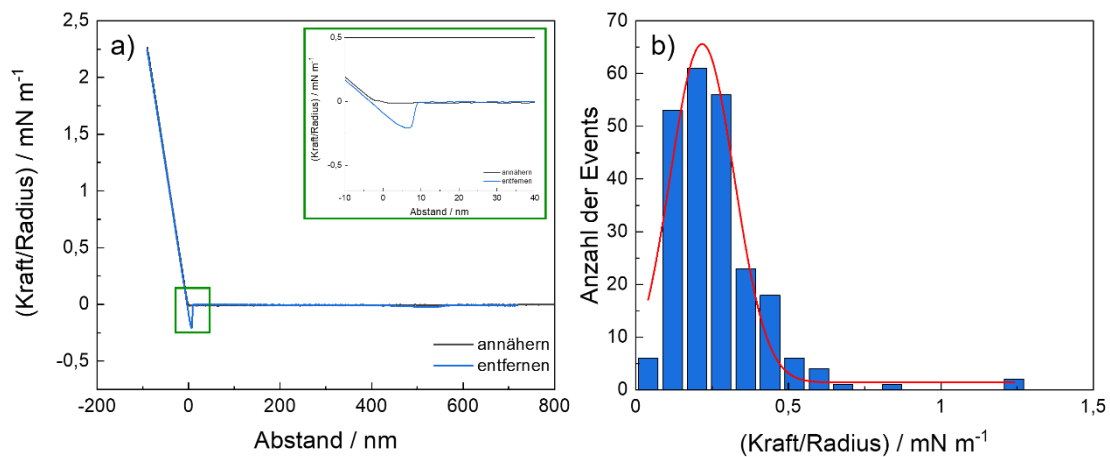 a)
(Kraft/Radius) / mN m⁻¹
2,5
2
1,5
1
0,5
0
-0,5
-200
0
200
400
600
800
Abstand / nm
annähern
entfernen
(Kraft/Radius) / mN m⁻¹
0,5
0
-0,5
-10
0
10
20
30
40
Abstand / nm
annähern
entfernen
b)
Anzahl der Events
70
60
50
40
30
20
10
0
0
0,5
1
1,5
(Kraft/Radius) / mN m⁻¹